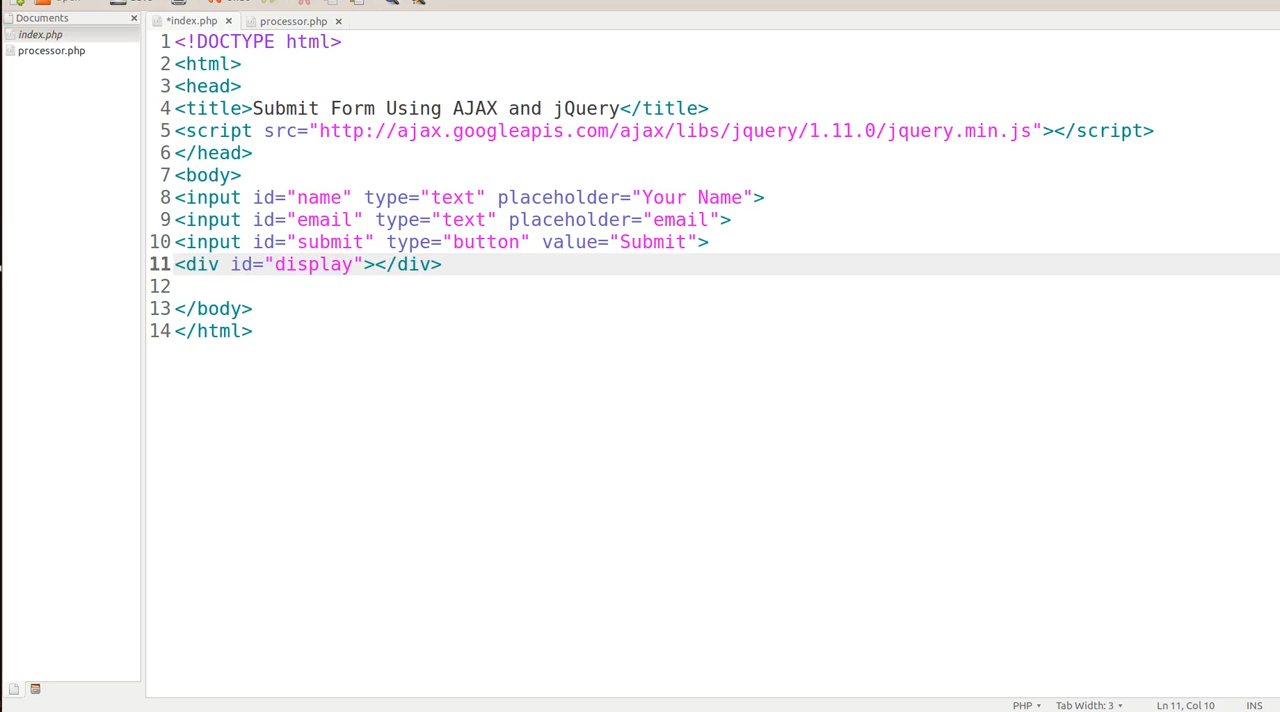 Documents
index.php
processor.php
*index.php
processor.php
1 <!DOCTYPE html>
2 <html>
3 <head>
4 <title>Submit Form Using AJAX and jQuery</title>
5 <script src="http://ajax.googleapis.com/ajax/libs/jquery/1.11.0/jquery.min.js"></script>
6 </head>
7 <body>
8 <input id="name" type="text" placeholder="Your Name">
9 <input id="email" type="text" placeholder="email">
10 <input id="submit" type="button" value="Submit">
11 <div id="display"></div>
12
13 </body>
14 </html>
PHP Tab Width: 3 Ln 11, Col 10 INS